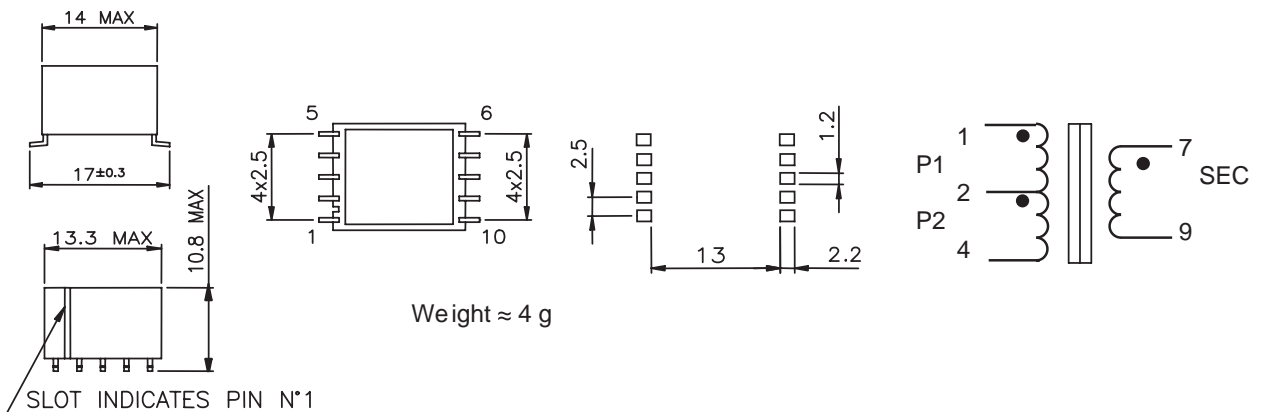 14 MAX
17±0.3
13.3 MAX
10.8 MAX
SLOT INDICATES PIN N°1
5
6
4x2.5
4x2.5
1
10
Weight ≈ 4 g
2.5
1.2
13
2.2
1
P1
2
P2
4
7
SEC
9